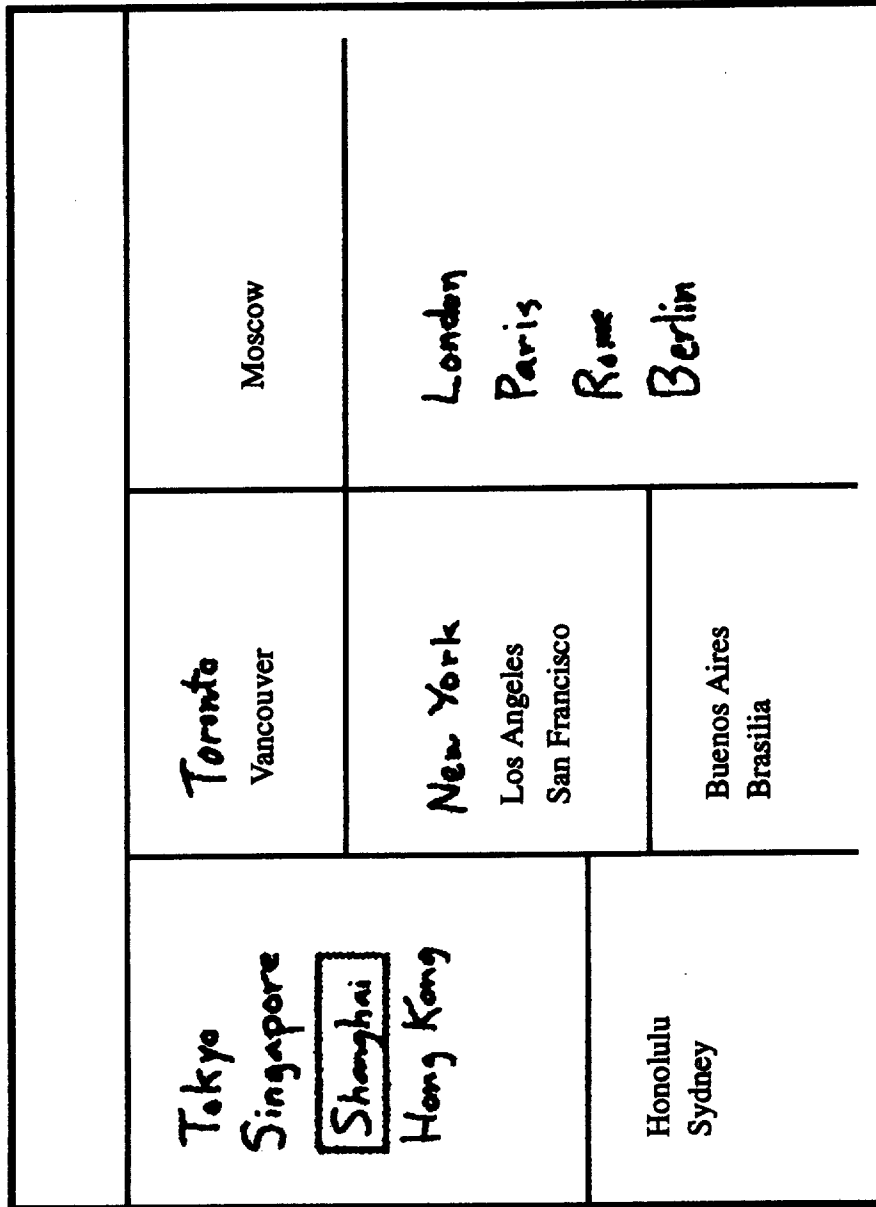 Tokyo
Singapore
Shanghai
Hong Kong
Honolulu
Sydney
Toronto
Vancouver
New York
Los Angeles
San Francisco
Buenos Aires
Brasilia
Moscow
London
Paris
Rome
Berlin